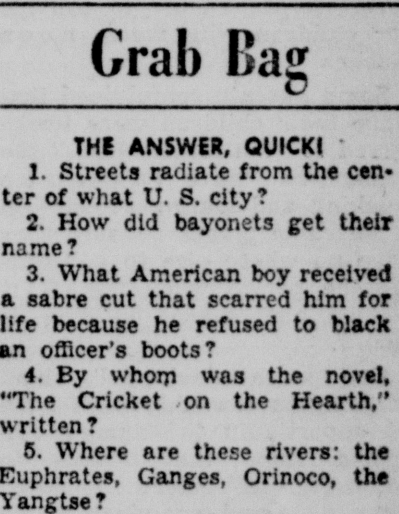 Grab Bag
THE ANSWER, QUICK!
1. Streets radiate from the cen-
ter of what U. S. city?
2. How did bayonets get their
name?
3. What American boy received
a sabre cut that scarred him for
life because he refused to black
an officer's boots?
4. By whom was the novel,
"The Cricket on the Hearth,"
written?
5. Where are these rivers: the
Euphrates, Ganges, Orinoco, the
Yangtse?